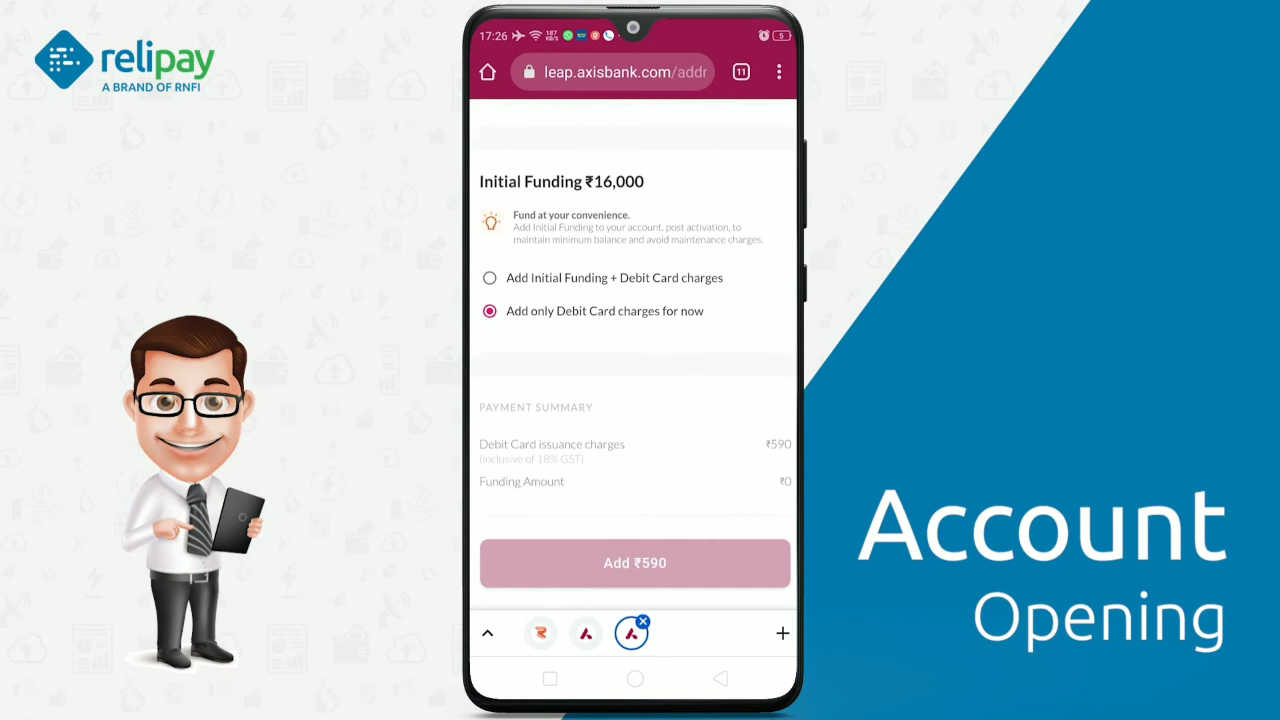 relipay
A BRAND OF RNFI
17:26
187
KB/S
5
leap.axisbank.com/addr
11
Initial Funding ₹16,000
Fund at your convenience.
Add Initial Funding to your account, post activation, to
maintain minimum balance and avoid maintenance charges.
Add Initial Funding + Debit Card charges
Add only Debit Card charges for now
PAYMENT SUMMARY
Debit Card issuance charges ₹590
(inclusive of 18% GST)
Funding Amount ₹0
Add ₹590
Account
Opening